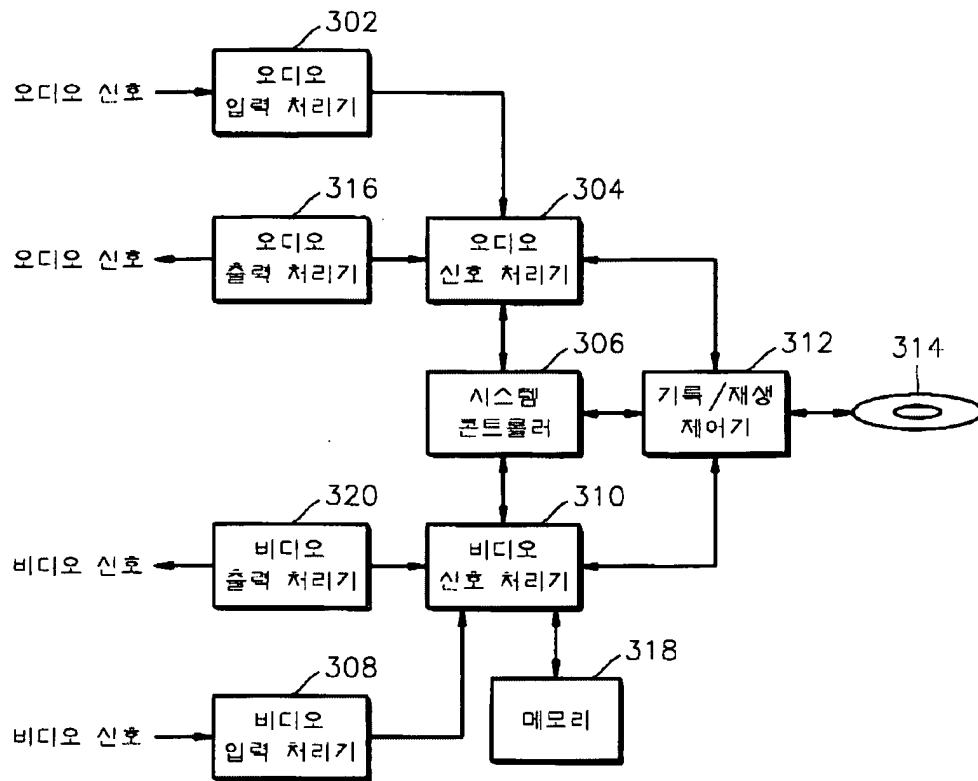 302
오디오 신호
오디오
입력 처리기
316
304
오디오 신호
오디오
출력 처리기
오디오
신호 처리기
306
312
314
시스템
콘트롤러
기록/재생
제어기
320
310
비디오 신호
비디오
출력 처리기
비디오
신호 처리기
308
318
비디오 신호
비디오
입력 처리기
메모리